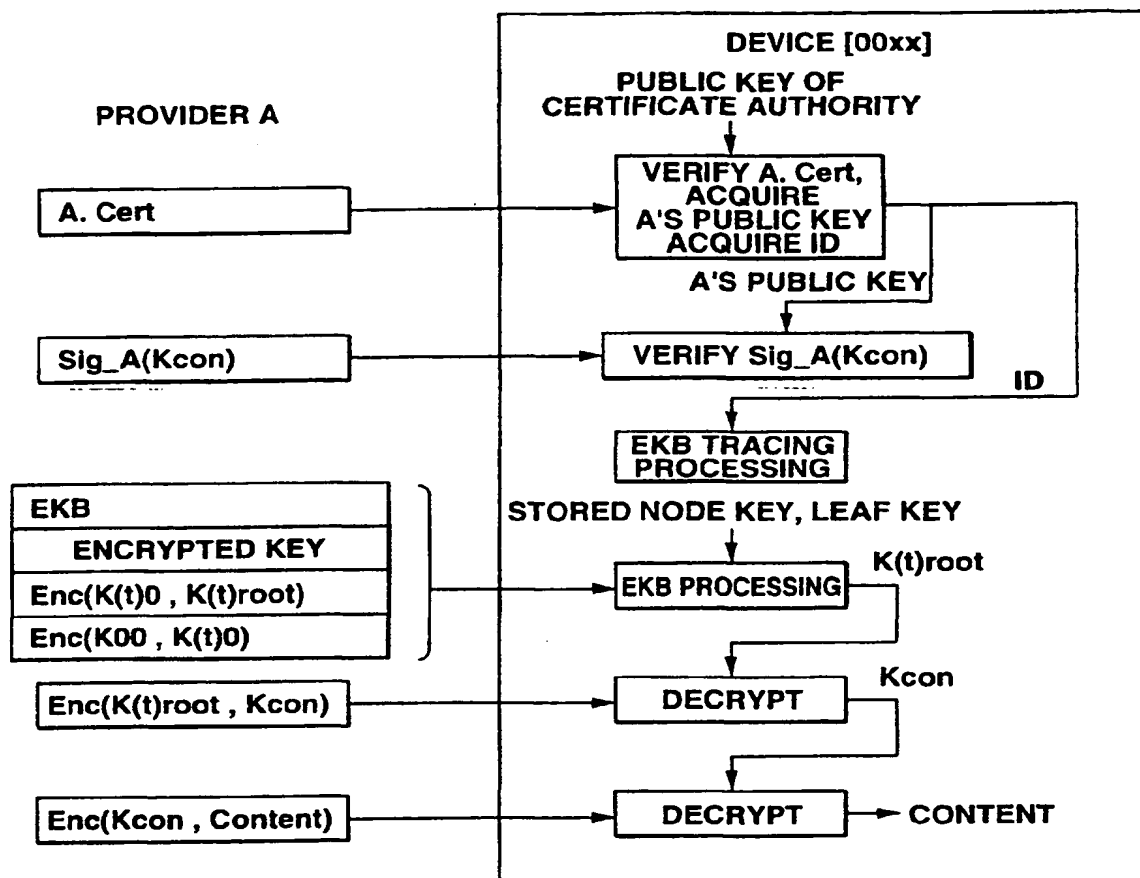 DEVICE [00xx]
PUBLIC KEY OF
CERTIFICATE AUTHORITY
PROVIDER A
A. Cert
VERIFY A. Cert,
ACQUIRE
A'S PUBLIC KEY
ACQUIRE ID
A'S PUBLIC KEY
Sig_A(Kcon)
VERIFY Sig_A(Kcon)
ID
EKB TRACING
PROCESSING
EKB
ENCRYPTED KEY
Enc(K(t)0 , K(t)root)
Enc(K00 , K(t)0)
STORED NODE KEY, LEAF KEY
EKB PROCESSING
K(t)root
Enc(K(t)root , Kcon)
DECRYPT
Kcon
Enc(Kcon , Content)
DECRYPT
CONTENT